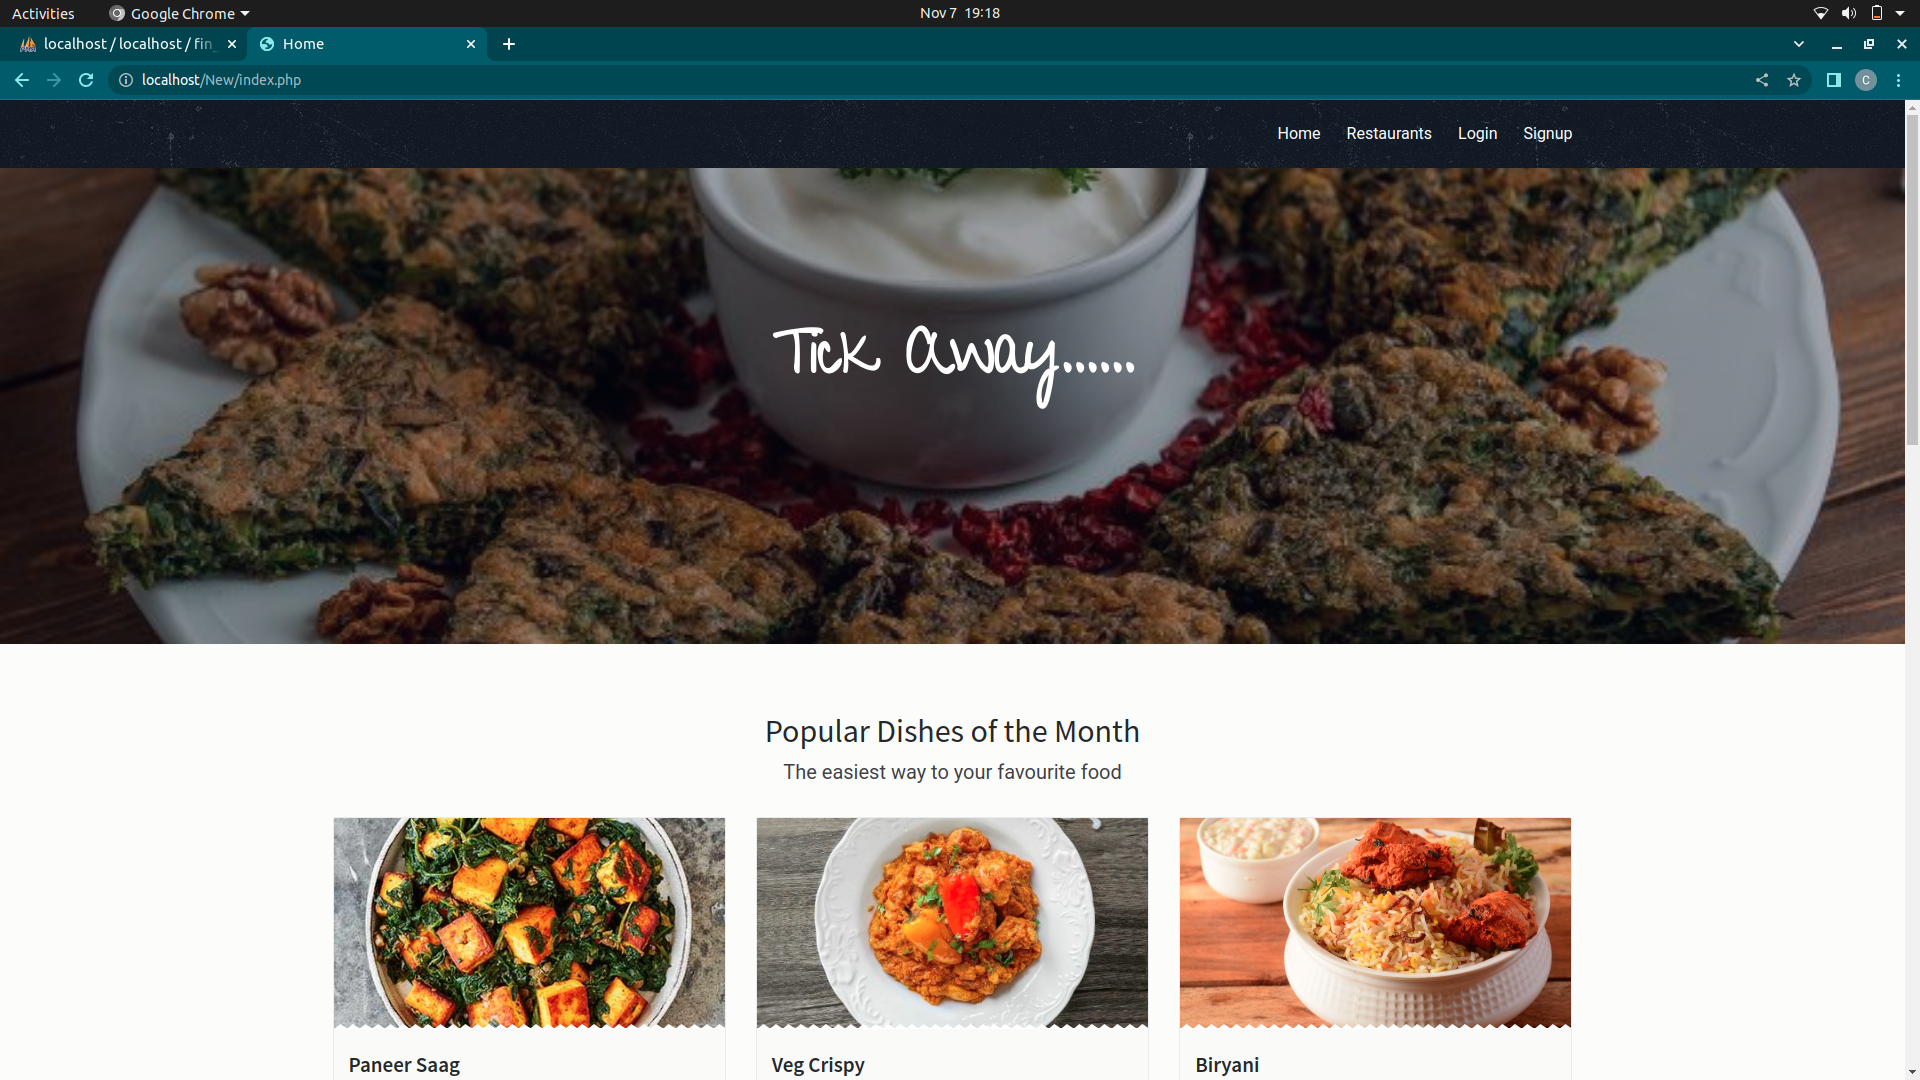 Activities Google Chrome Nov 7 19:18
localhost / localhost / fin_ Home
localhost/New/index.php C
Home Restaurants Login Signup
Tick Away......
Popular Dishes of the Month
The easiest way to your favourite food
Paneer Saag Veg Crispy Biryani